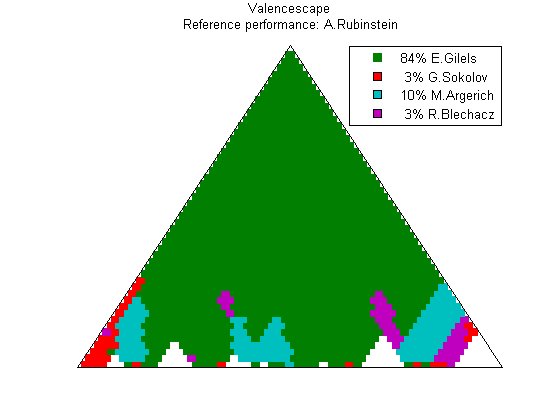 Valencescape
Reference performance: A.Rubinstein
84% E.Gilels
3% G.Sokolov
10% M.Argerich
3% R.Blechacz